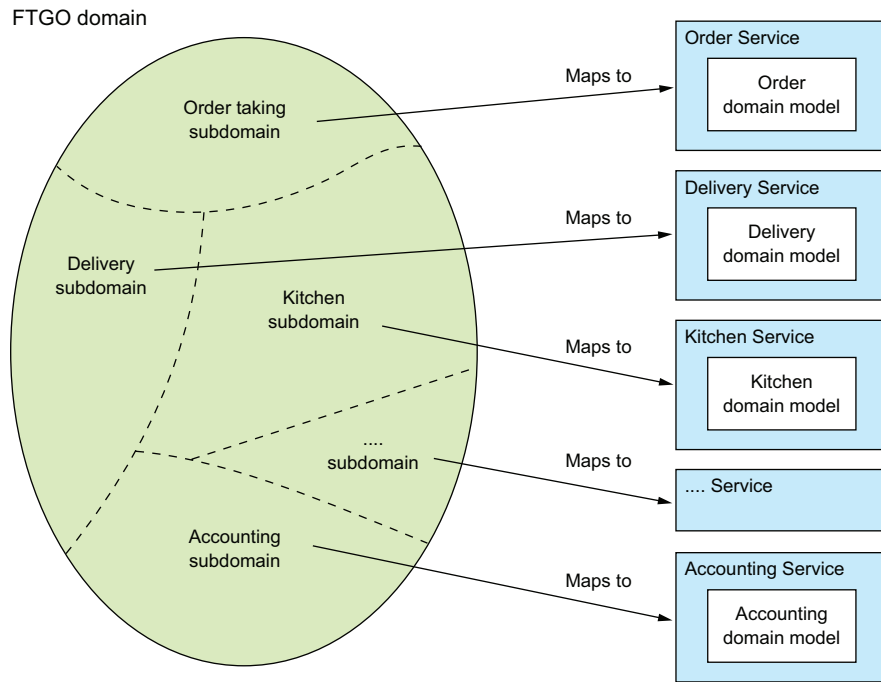 FTGO domain
Order taking
subdomain
Delivery
subdomain
Kitchen
subdomain
....
subdomain
Accounting
subdomain
Maps to
Maps to
Maps to
Maps to
Maps to
Order Service
Order
domain model
Delivery Service
Delivery
domain model
Kitchen Service
Kitchen
domain model
.... Service
Accounting Service
Accounting
domain model